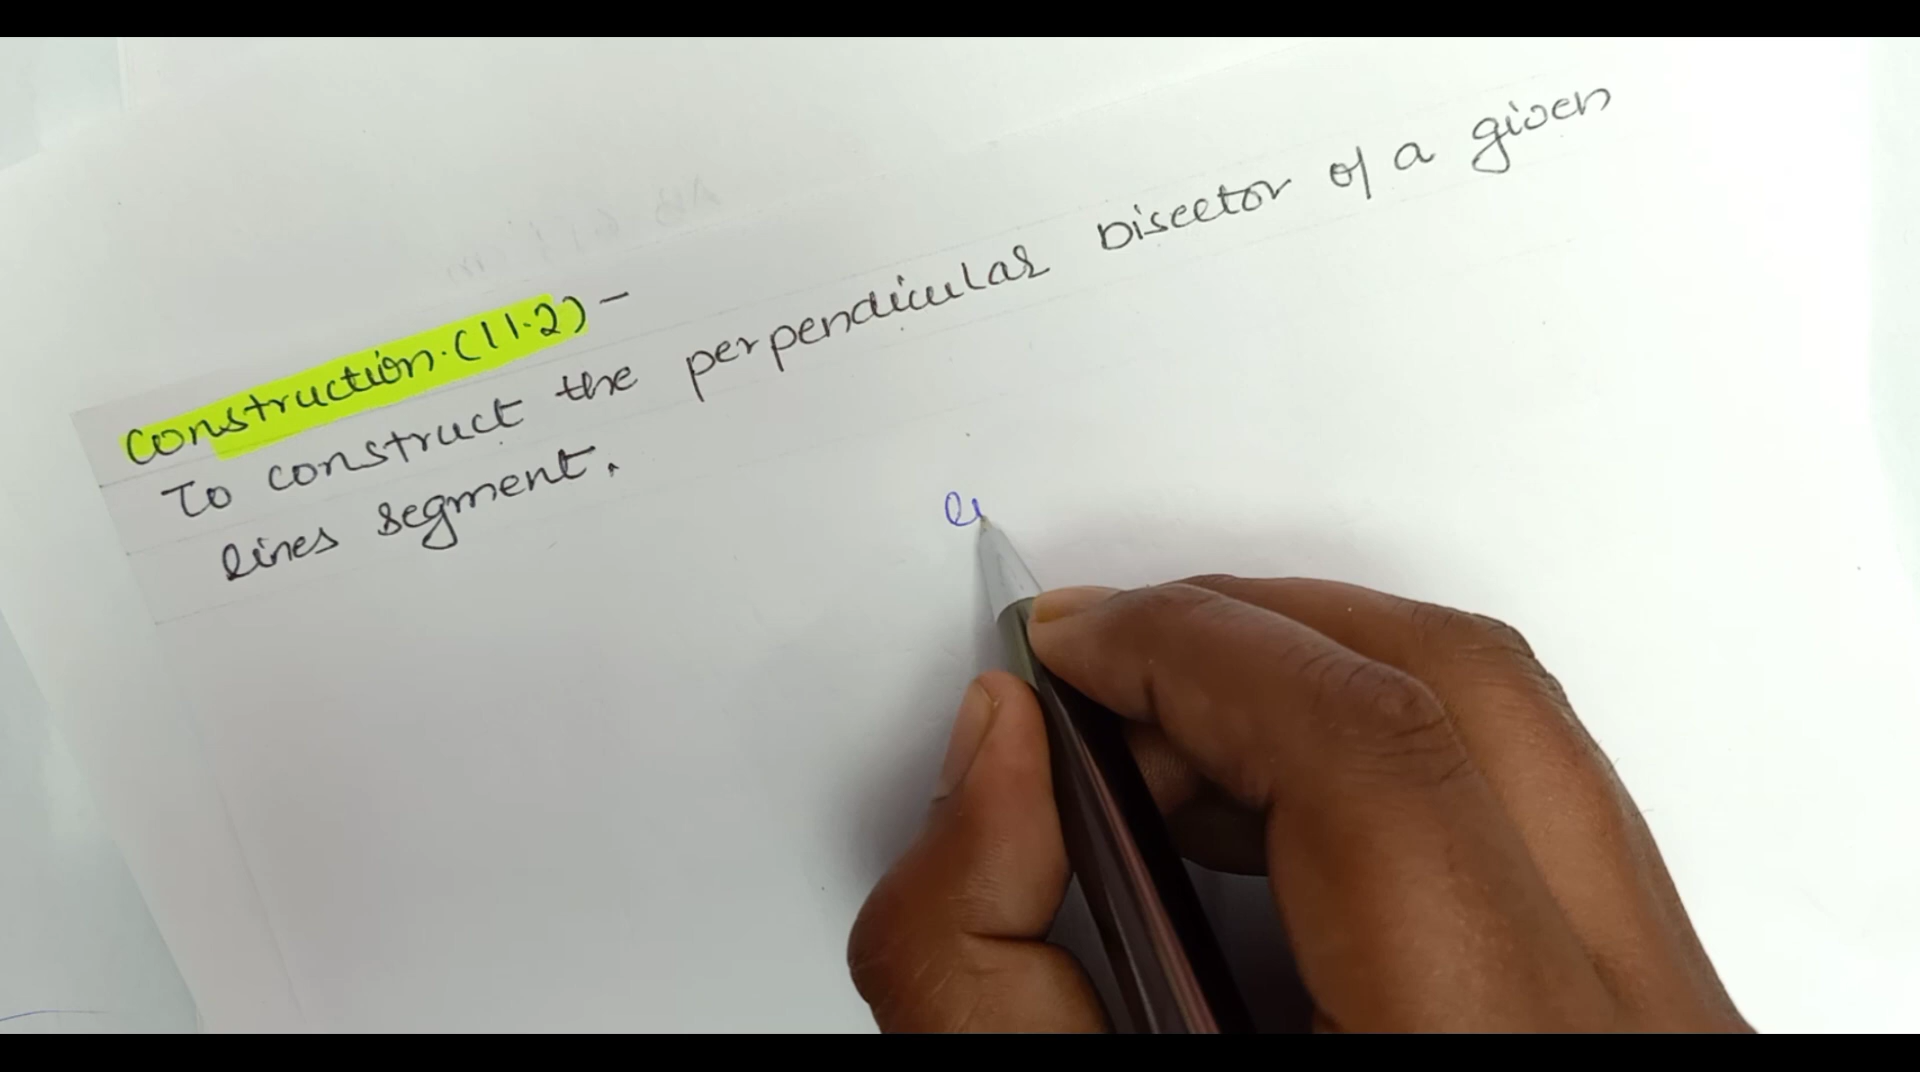 Construction.(11.2) -
To construct the perpendicular Bisector of a given
lines segment.